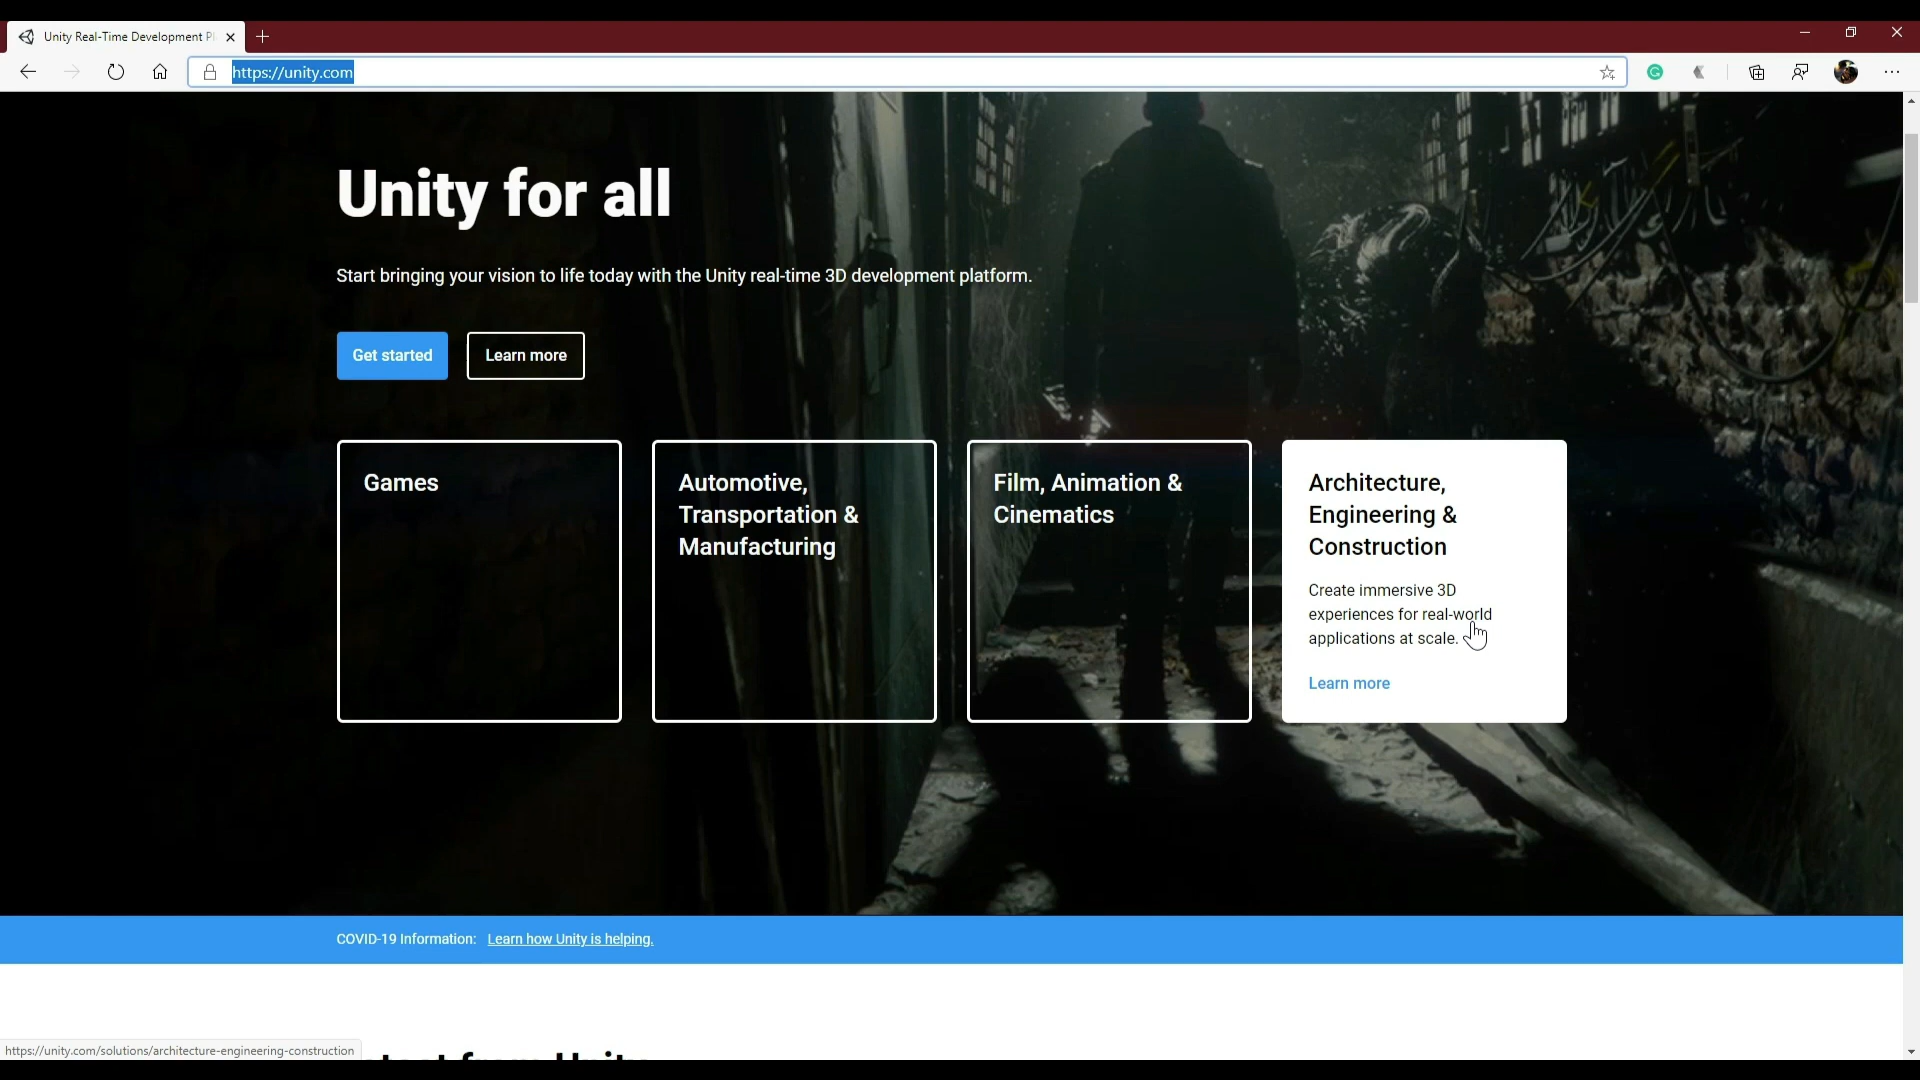 Unity Real-Time Development Pl
https://unity.com
Unity for all
Start bringing your vision to life today with the Unity real-time 3D development platform.
Get started
Learn more
Games
Automotive,
Transportation &
Manufacturing
Film, Animation &
Cinematics
Architecture,
Engineering &
Construction
Create immersive 3D
experiences for real-world
applications at scale.
Learn more
COVID-19 Information: Learn how Unity is helping.
https://unity.com/solutions/architecture-engineering-construction
from Unity